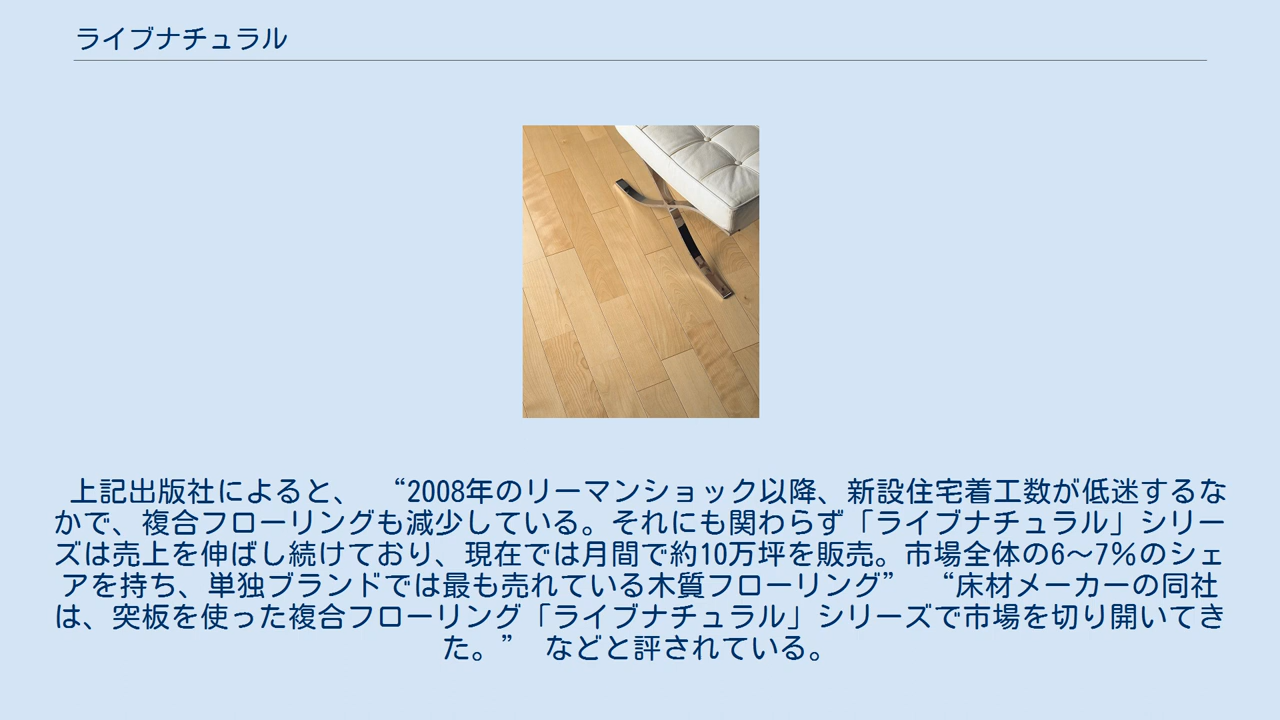 ライブナチュラル
上記出版社によると、　“2008年のリーマンショック以降、新設住宅着工数が低迷するな
かで、複合フローリングも減少している。それにも関わらず「ライブナチュラル」シリー
ズは売上を伸ばし続けており、現在では月間で約10万坪を販売。市場全体の6〜7％のシェ
アを持ち、単独ブランドでは最も売れている木質フローリング”　“床材メーカーの同社
は、突板を使った複合フローリング「ライブナチュラル」シリーズで市場を切り開いてき
た。”　などと評されている。